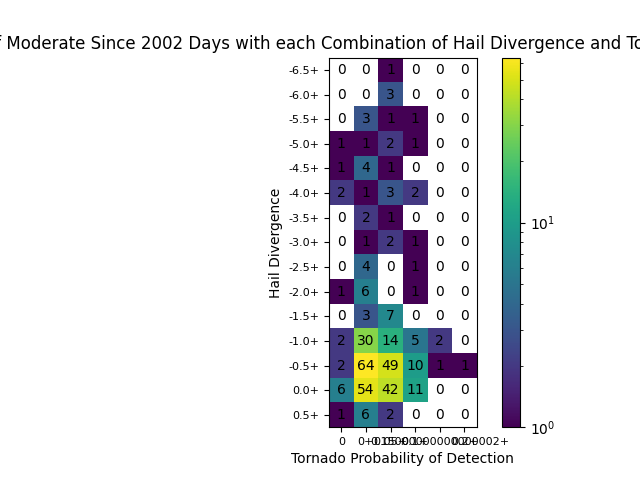 of Moderate Since 2002 Days with each Combination of Hail Divergence and To
-6.5+ 0 0 1 0 0 0
-6.0+ 0 0 3 0 0 0
-5.5+ 0 3 1 1 0 0
-5.0+ 1 1 2 1 0 0
-4.5+ 1 4 1 0 0 0
-4.0+ 2 1 3 2 0 0
-3.5+ 0 2 1 0 0 0
-3.0+ 0 1 2 1 0 0
-2.5+ 0 4 0 1 0 0
-2.0+ 1 6 0 1 0 0
-1.5+ 0 3 7 0 0 0
-1.0+ 2 30 14 5 2 0
-0.5+ 2 64 49 10 1 1
0.0+ 6 54 42 11 0 0
0.5+ 1 6 2 0 0 0
Hail Divergence
0
Tornado Probability of Detection
10¹
10⁰